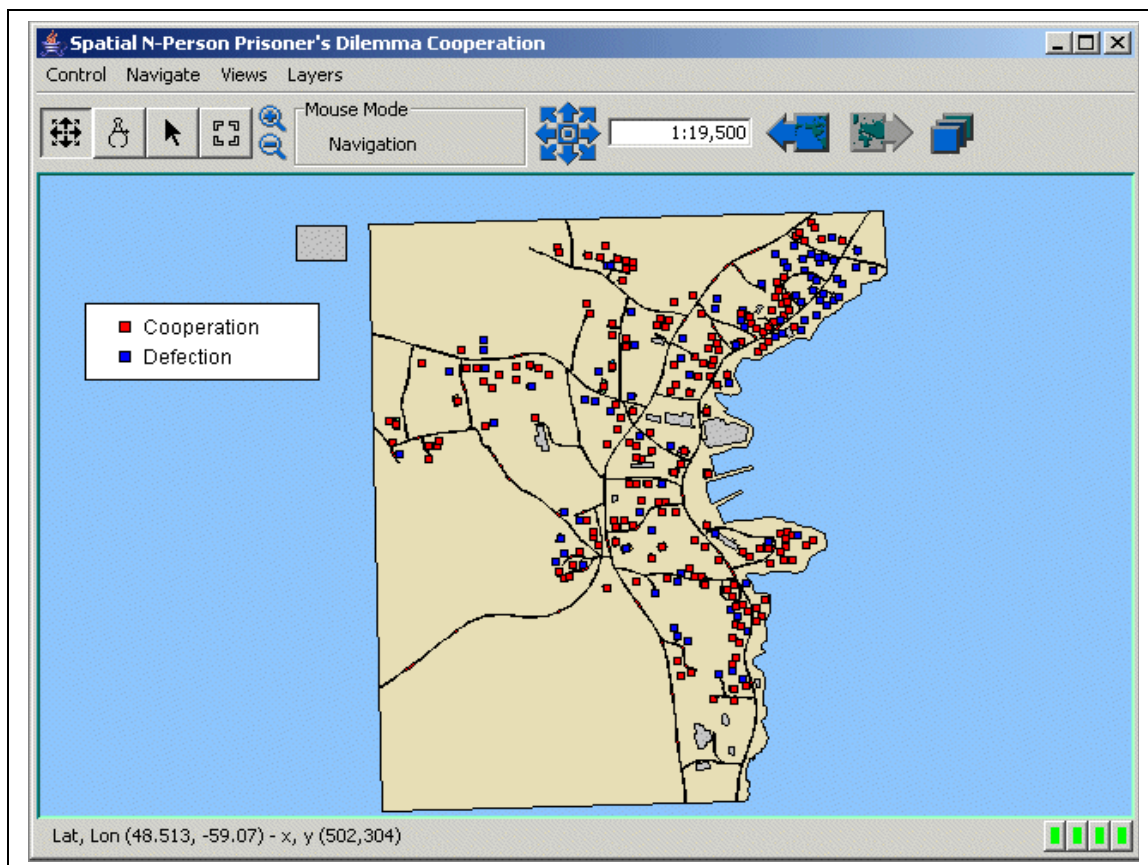 Spatial N-Person Prisoner's Dilemma Cooperation
Control Navigate Views Layers
Mouse Mode
Navigation
1:19,500
Cooperation
Defection
Lat, Lon (48.513, -59.07) - x, y (502,304)